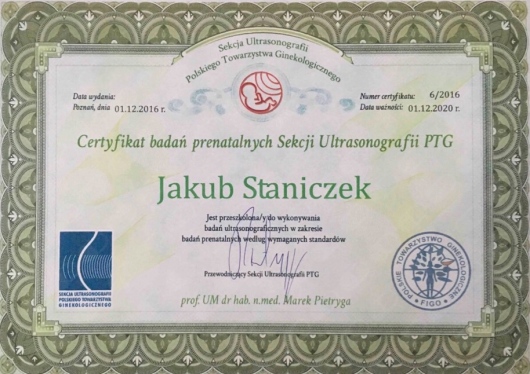 Sekcja Ultrasonografii
Polskiego Towarzystwa Ginekologicznego
Data wydania:
Poznań, dnia 01.12.2016 r.
Numer certyfikatu: 6/2016
Data ważności: 01.12.2020 r.
Certyfikat badań prenatalnych Sekcji Ultrasonografii PTG
Jakub Staniczek
Jest przeszkolona/y do wykonywania
badań ultrasonograficznych w zakresie
badań prenatalnych według wymaganych standardów
Przewodniczący Sekcji Ultrasonografii PTG
prof. UM dr hab. n.med. Marek Pietryga
SEKCJA ULTRASONOGRAFII
POLSKIEGO TOWARZYSTWA
GINEKOLOGICZNEGO
POLSKIE TOWARZYSTWO GINEKOLOGICZNE
FIGO